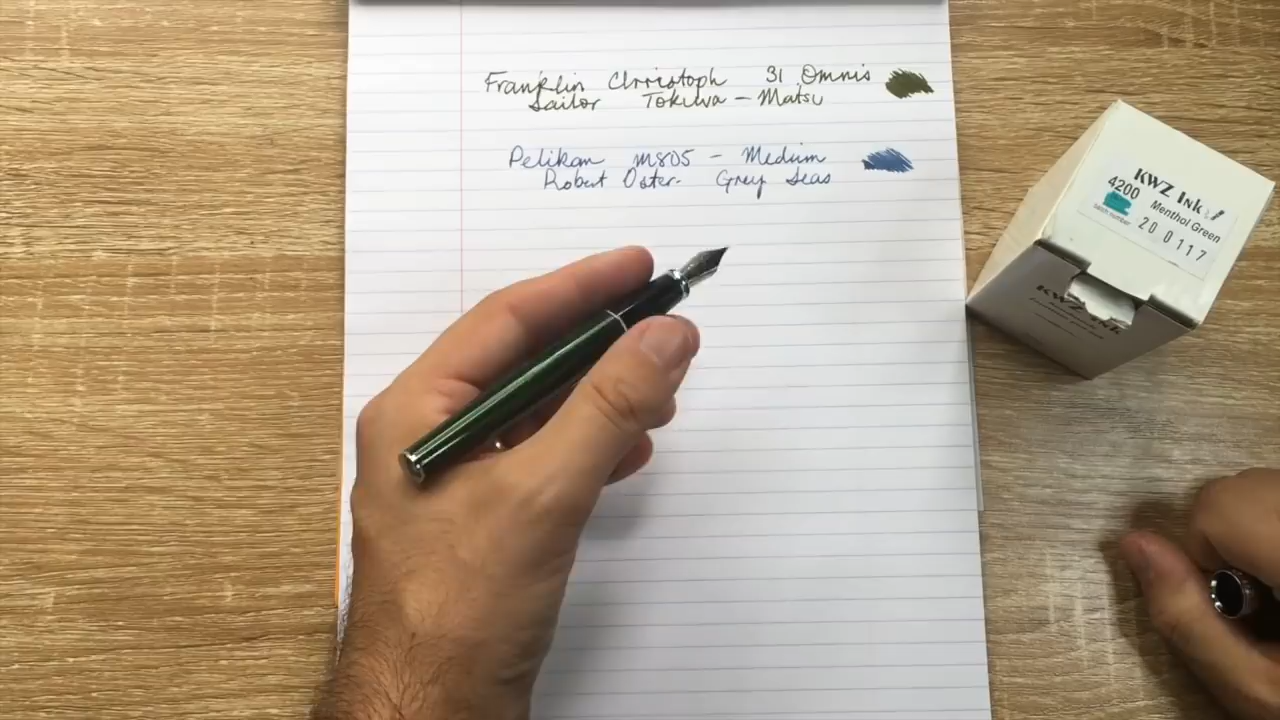 Franklin Christoph 31 Omnis
Sailor Tokiwa - Matsu
Pelikan M805 - Medium
Robert Oster - Grey Seas
KWZ Ink
4200 Menthol Green
batch number 200117
KWZ Ink